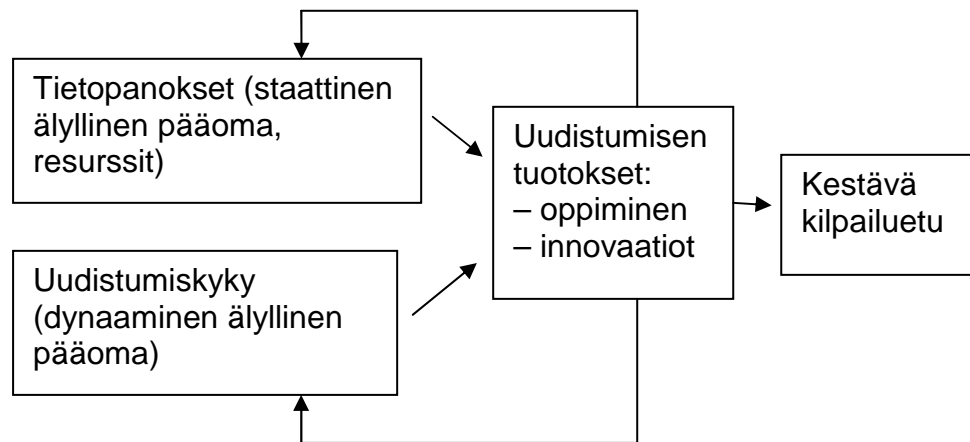 Tietopanokset (staattinen
älyllinen pääoma,
resurssit)
Uudistumiskyky
(dynaaminen älyllinen
pääoma)
Uudistumisen
tuotokset:
– oppiminen
– innovaatiot
Kestävä
kilpailuetu